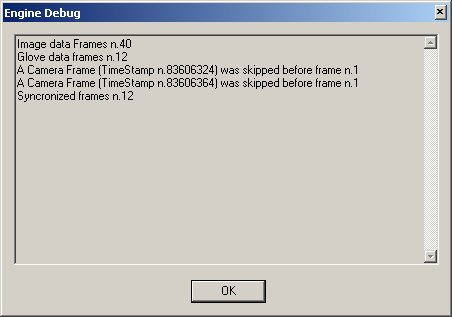 Engine Debug
Image data Frames n.40
Glove data frames n.12
A Camera Frame (TimeStamp n.83606324) was skipped before frame n.1
A Camera Frame (TimeStamp n.83606364) was skipped before frame n.1
Syncronized frames n.12
OK